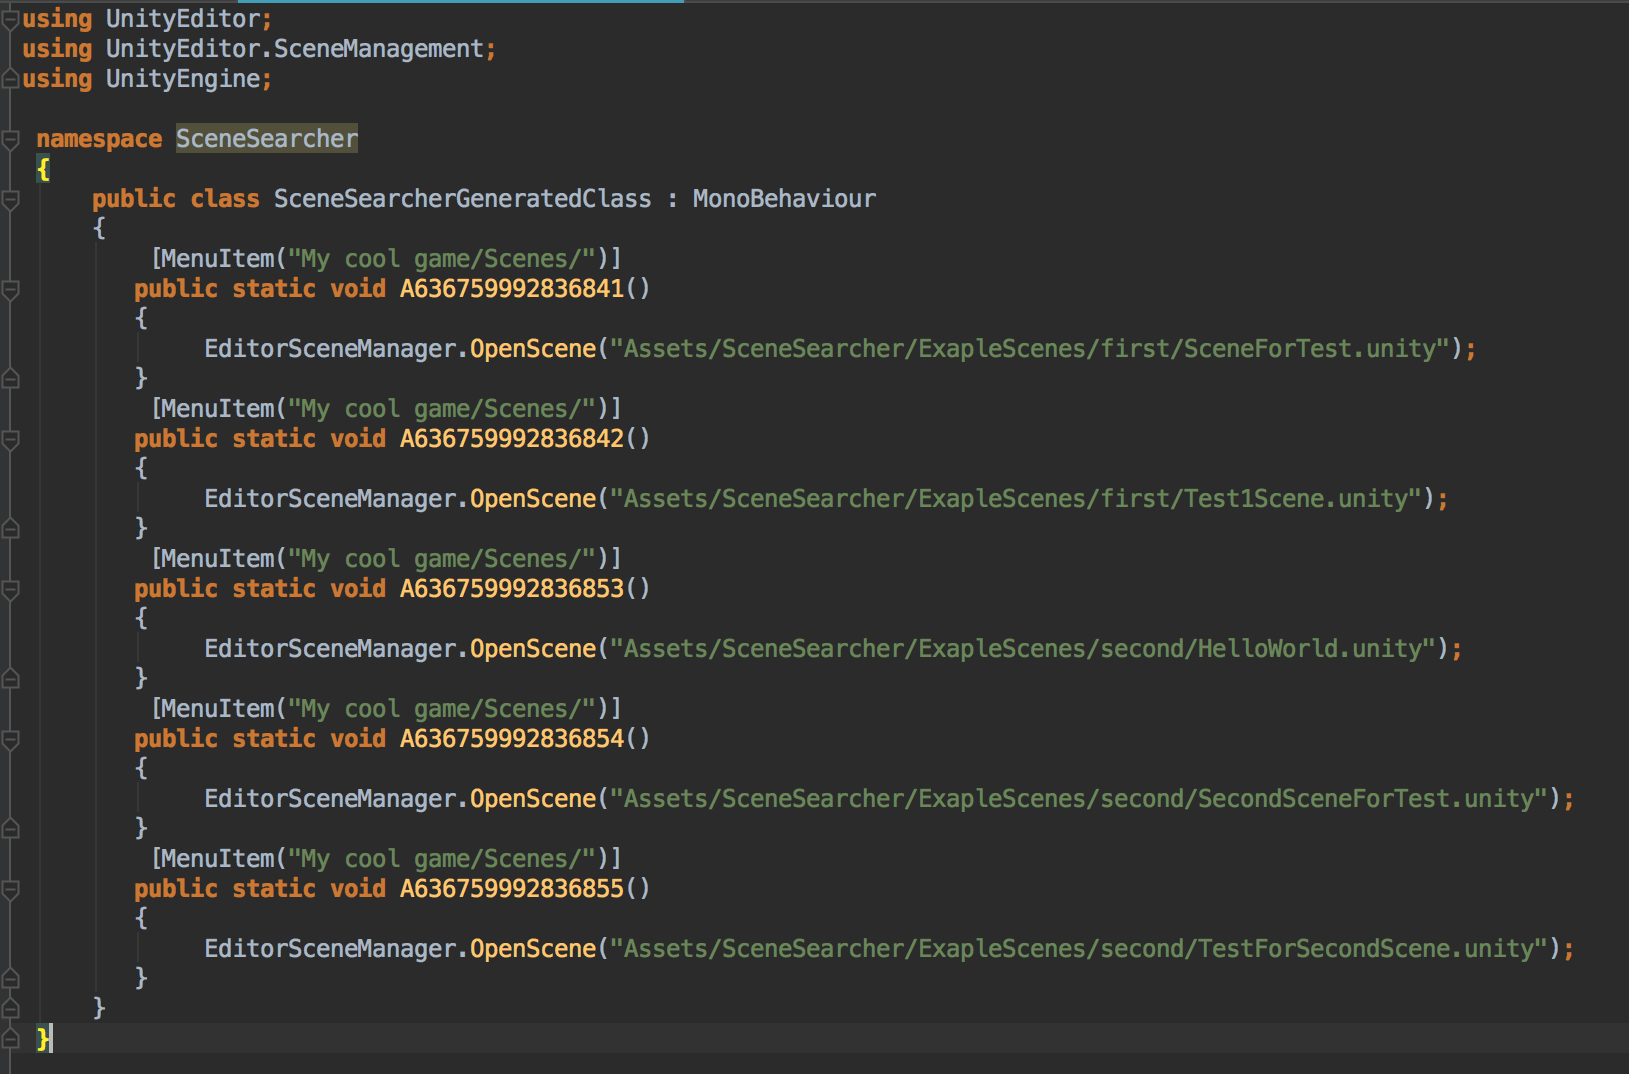 using UnityEditor;
using UnityEditor.SceneManagement;
using UnityEngine;
namespace SceneSearcher
{
public class SceneSearcherGeneratedClass : MonoBehaviour
{
[MenuItem("My cool game/Scenes/")]
public static void A636759992836841()
{
EditorSceneManager.OpenScene("Assets/SceneSearcher/ExapleScenes/first/SceneForTest.unity");
}
[MenuItem("My cool game/Scenes/")]
public static void A636759992836842()
{
EditorSceneManager.OpenScene("Assets/SceneSearcher/ExapleScenes/first/Test1Scene.unity");
}
[MenuItem("My cool game/Scenes/")]
public static void A636759992836853()
{
EditorSceneManager.OpenScene("Assets/SceneSearcher/ExapleScenes/second/HelloWorld.unity");
}
[MenuItem("My cool game/Scenes/")]
public static void A636759992836854()
{
EditorSceneManager.OpenScene("Assets/SceneSearcher/ExapleScenes/second/SecondSceneForTest.unity");
}
[MenuItem("My cool game/Scenes/")]
public static void A636759992836855()
{
EditorSceneManager.OpenScene("Assets/SceneSearcher/ExapleScenes/second/TestForSecondScene.unity");
}
}
}